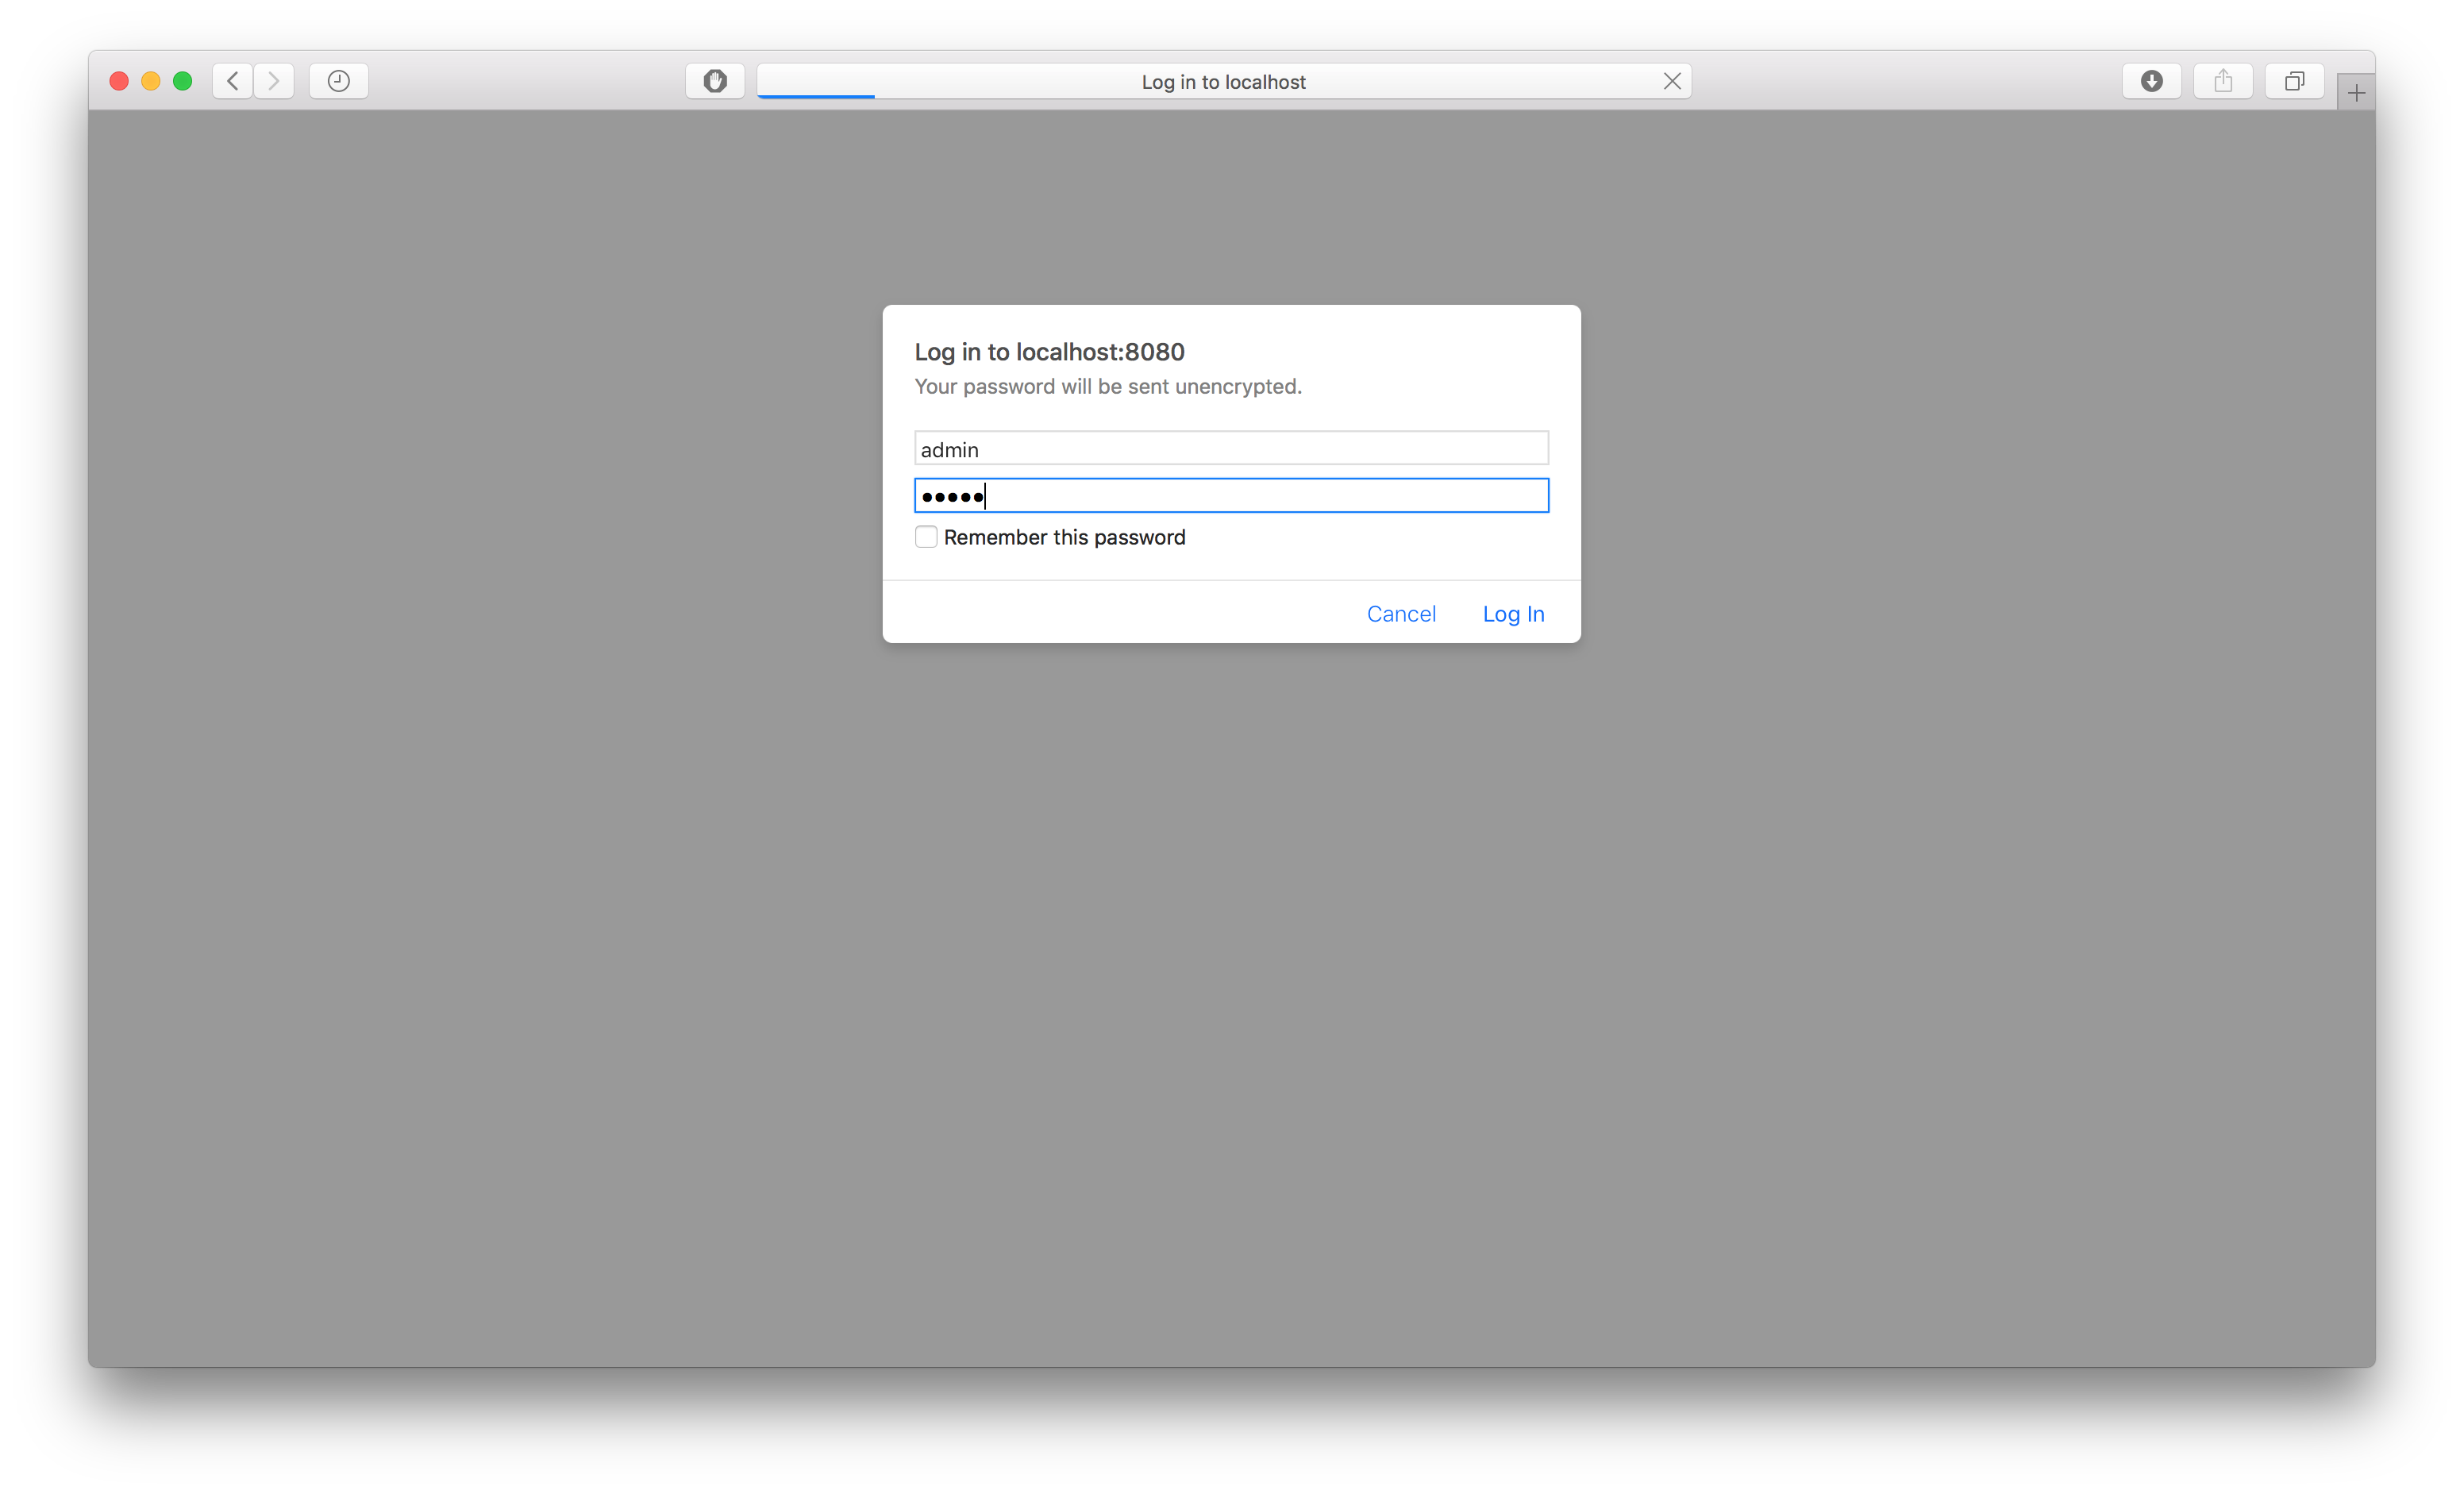 Log in to localhost
Log in to localhost:8080
Your password will be sent unencrypted.
admin
•••••
Remember this password
Cancel Log In